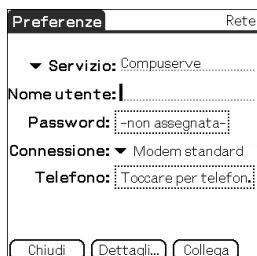 Preferenze Rete
Servizio: Compuserve
Nome utente:
Password: -non assegnata-
Connessione: Modem standard
Telefono: Toccare per telefon.
Chiudi Dettagli... Collega